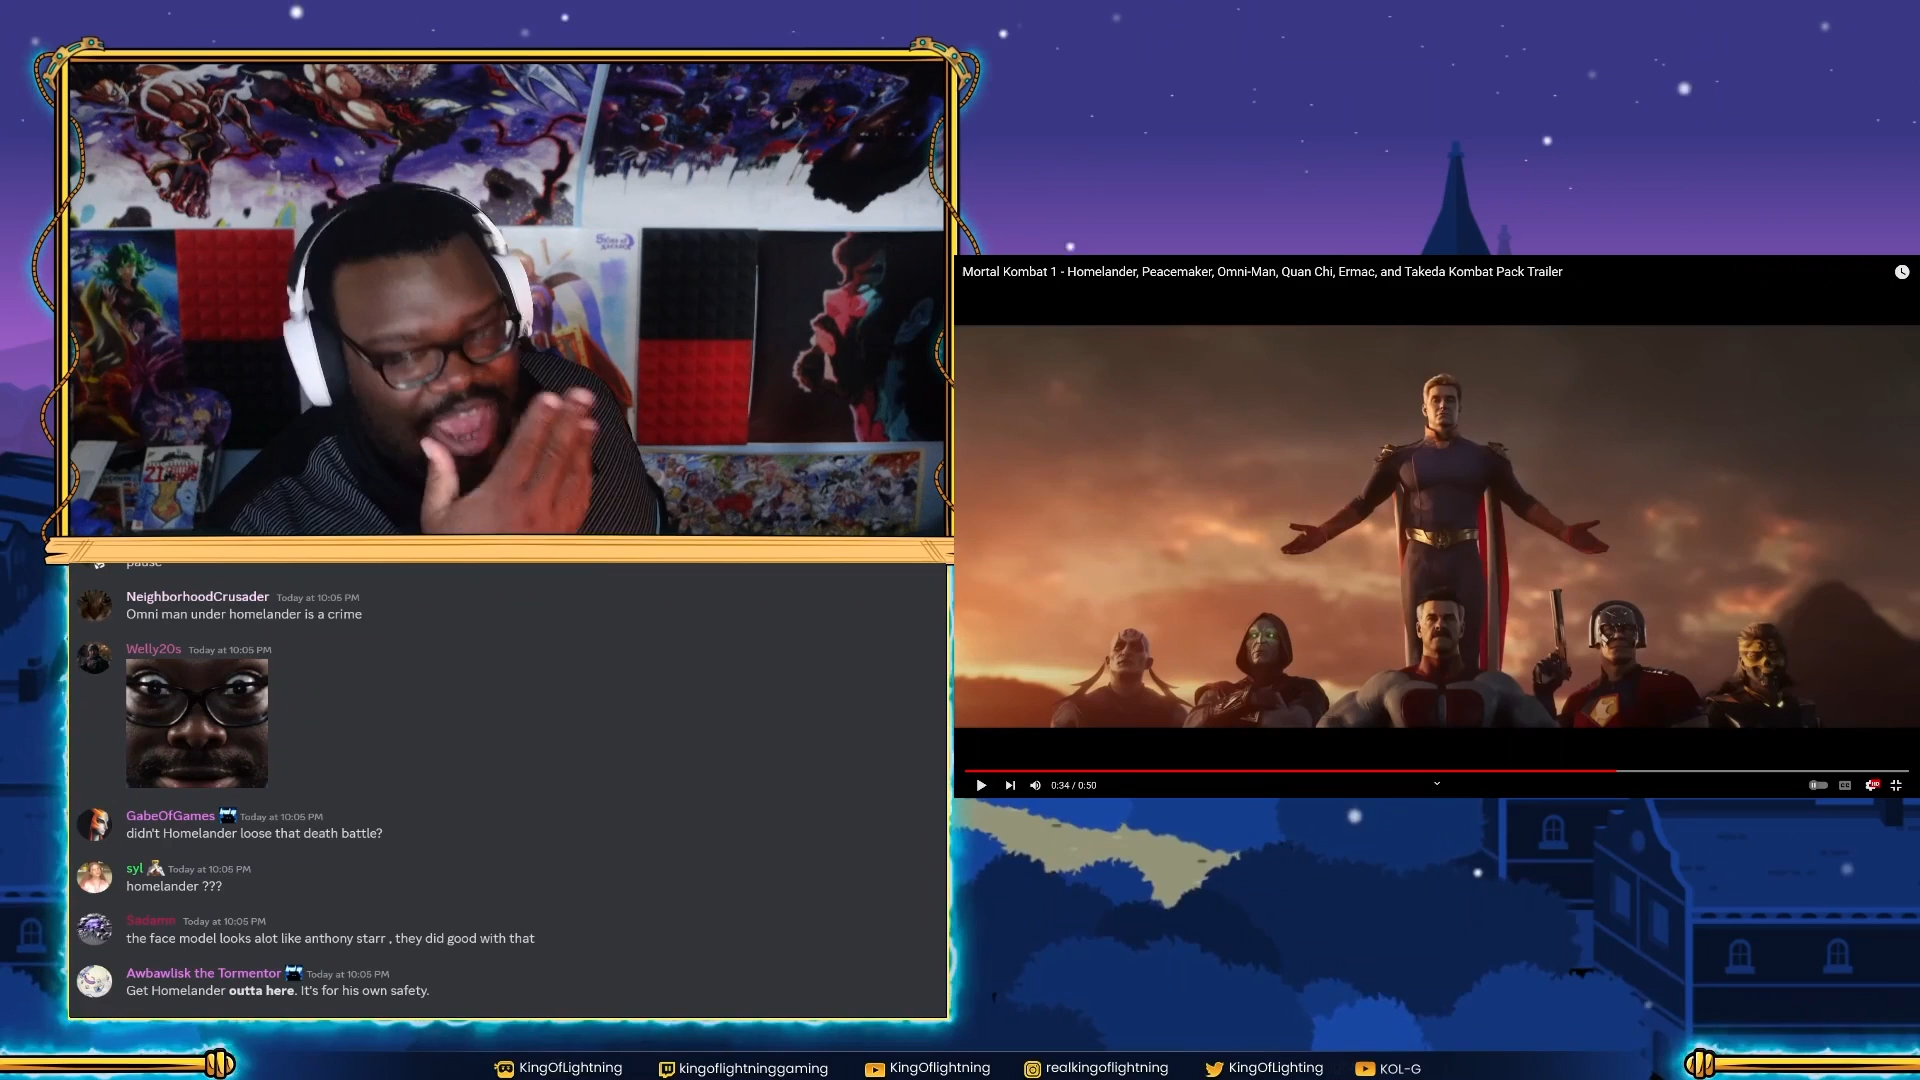 Mortal Kombat 1 - Homelander, Peacemaker, Omni-Man, Quan Chi, Ermac, and Takeda Kombat Pack Trailer
pause
NeighborhoodCrusader Today at 10:05 PM
Omni man under homelander is a crime
Welly20s Today at 10:05 PM
GabeOfGames Today at 10:05 PM
didn't Homelander loose that death battle?
syl Today at 10:05 PM
homelander ???
Sadamn Today at 10:05 PM
the face model looks alot like anthony starr , they did good with that
Awbawlisk the Tormentor Today at 10:05 PM
Get Homelander outta here. It's for his own safety.
0:34 / 0:50
KingOfLightning
kingoflightninggaming
KingOflightning
realkingoflightning
KingOfLighting
KOL-G